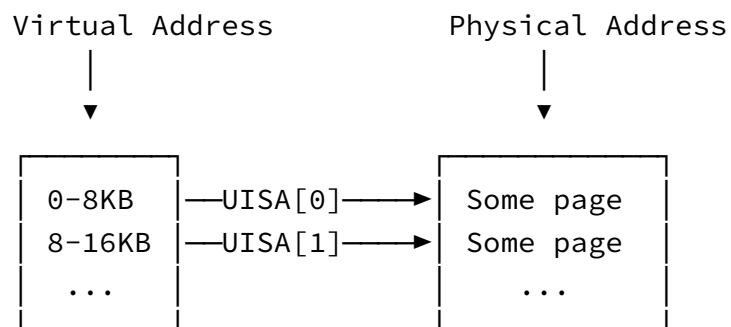 Virtual Address Physical Address
0-8KB UISA[0] Some page
8-16KB UISA[1] Some page
... ...